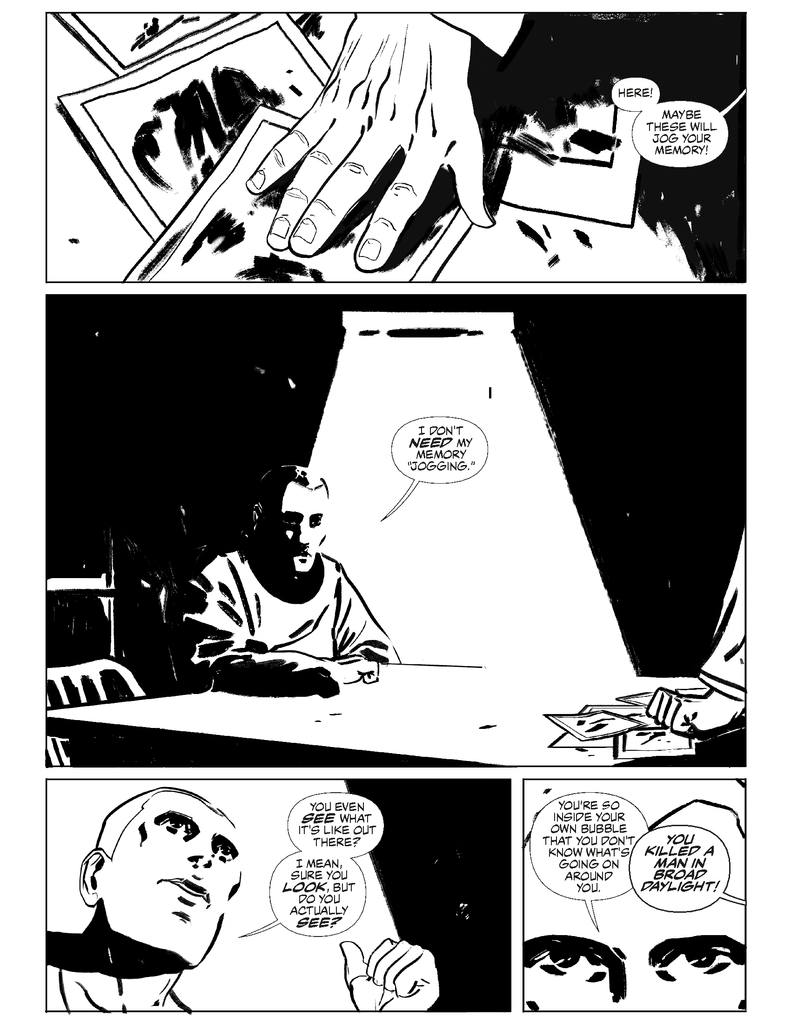 HERE!
MAYBE
THESE WILL
JOG YOUR
MEMORY!
I DON'T
NEED MY
MEMORY
"JOGGING."
YOU EVEN
SEE WHAT
IT'S LIKE OUT
THERE?
I MEAN,
SURE YOU
LOOK, BUT
DO YOU
ACTUALLY
SEE?
YOU'RE SO
INSIDE YOUR
OWN BUBBLE
THAT YOU DON'T
KNOW WHAT'S
GOING ON
AROUND
YOU.
YOU
KILLED A
MAN IN
BROAD
DAYLIGHT!